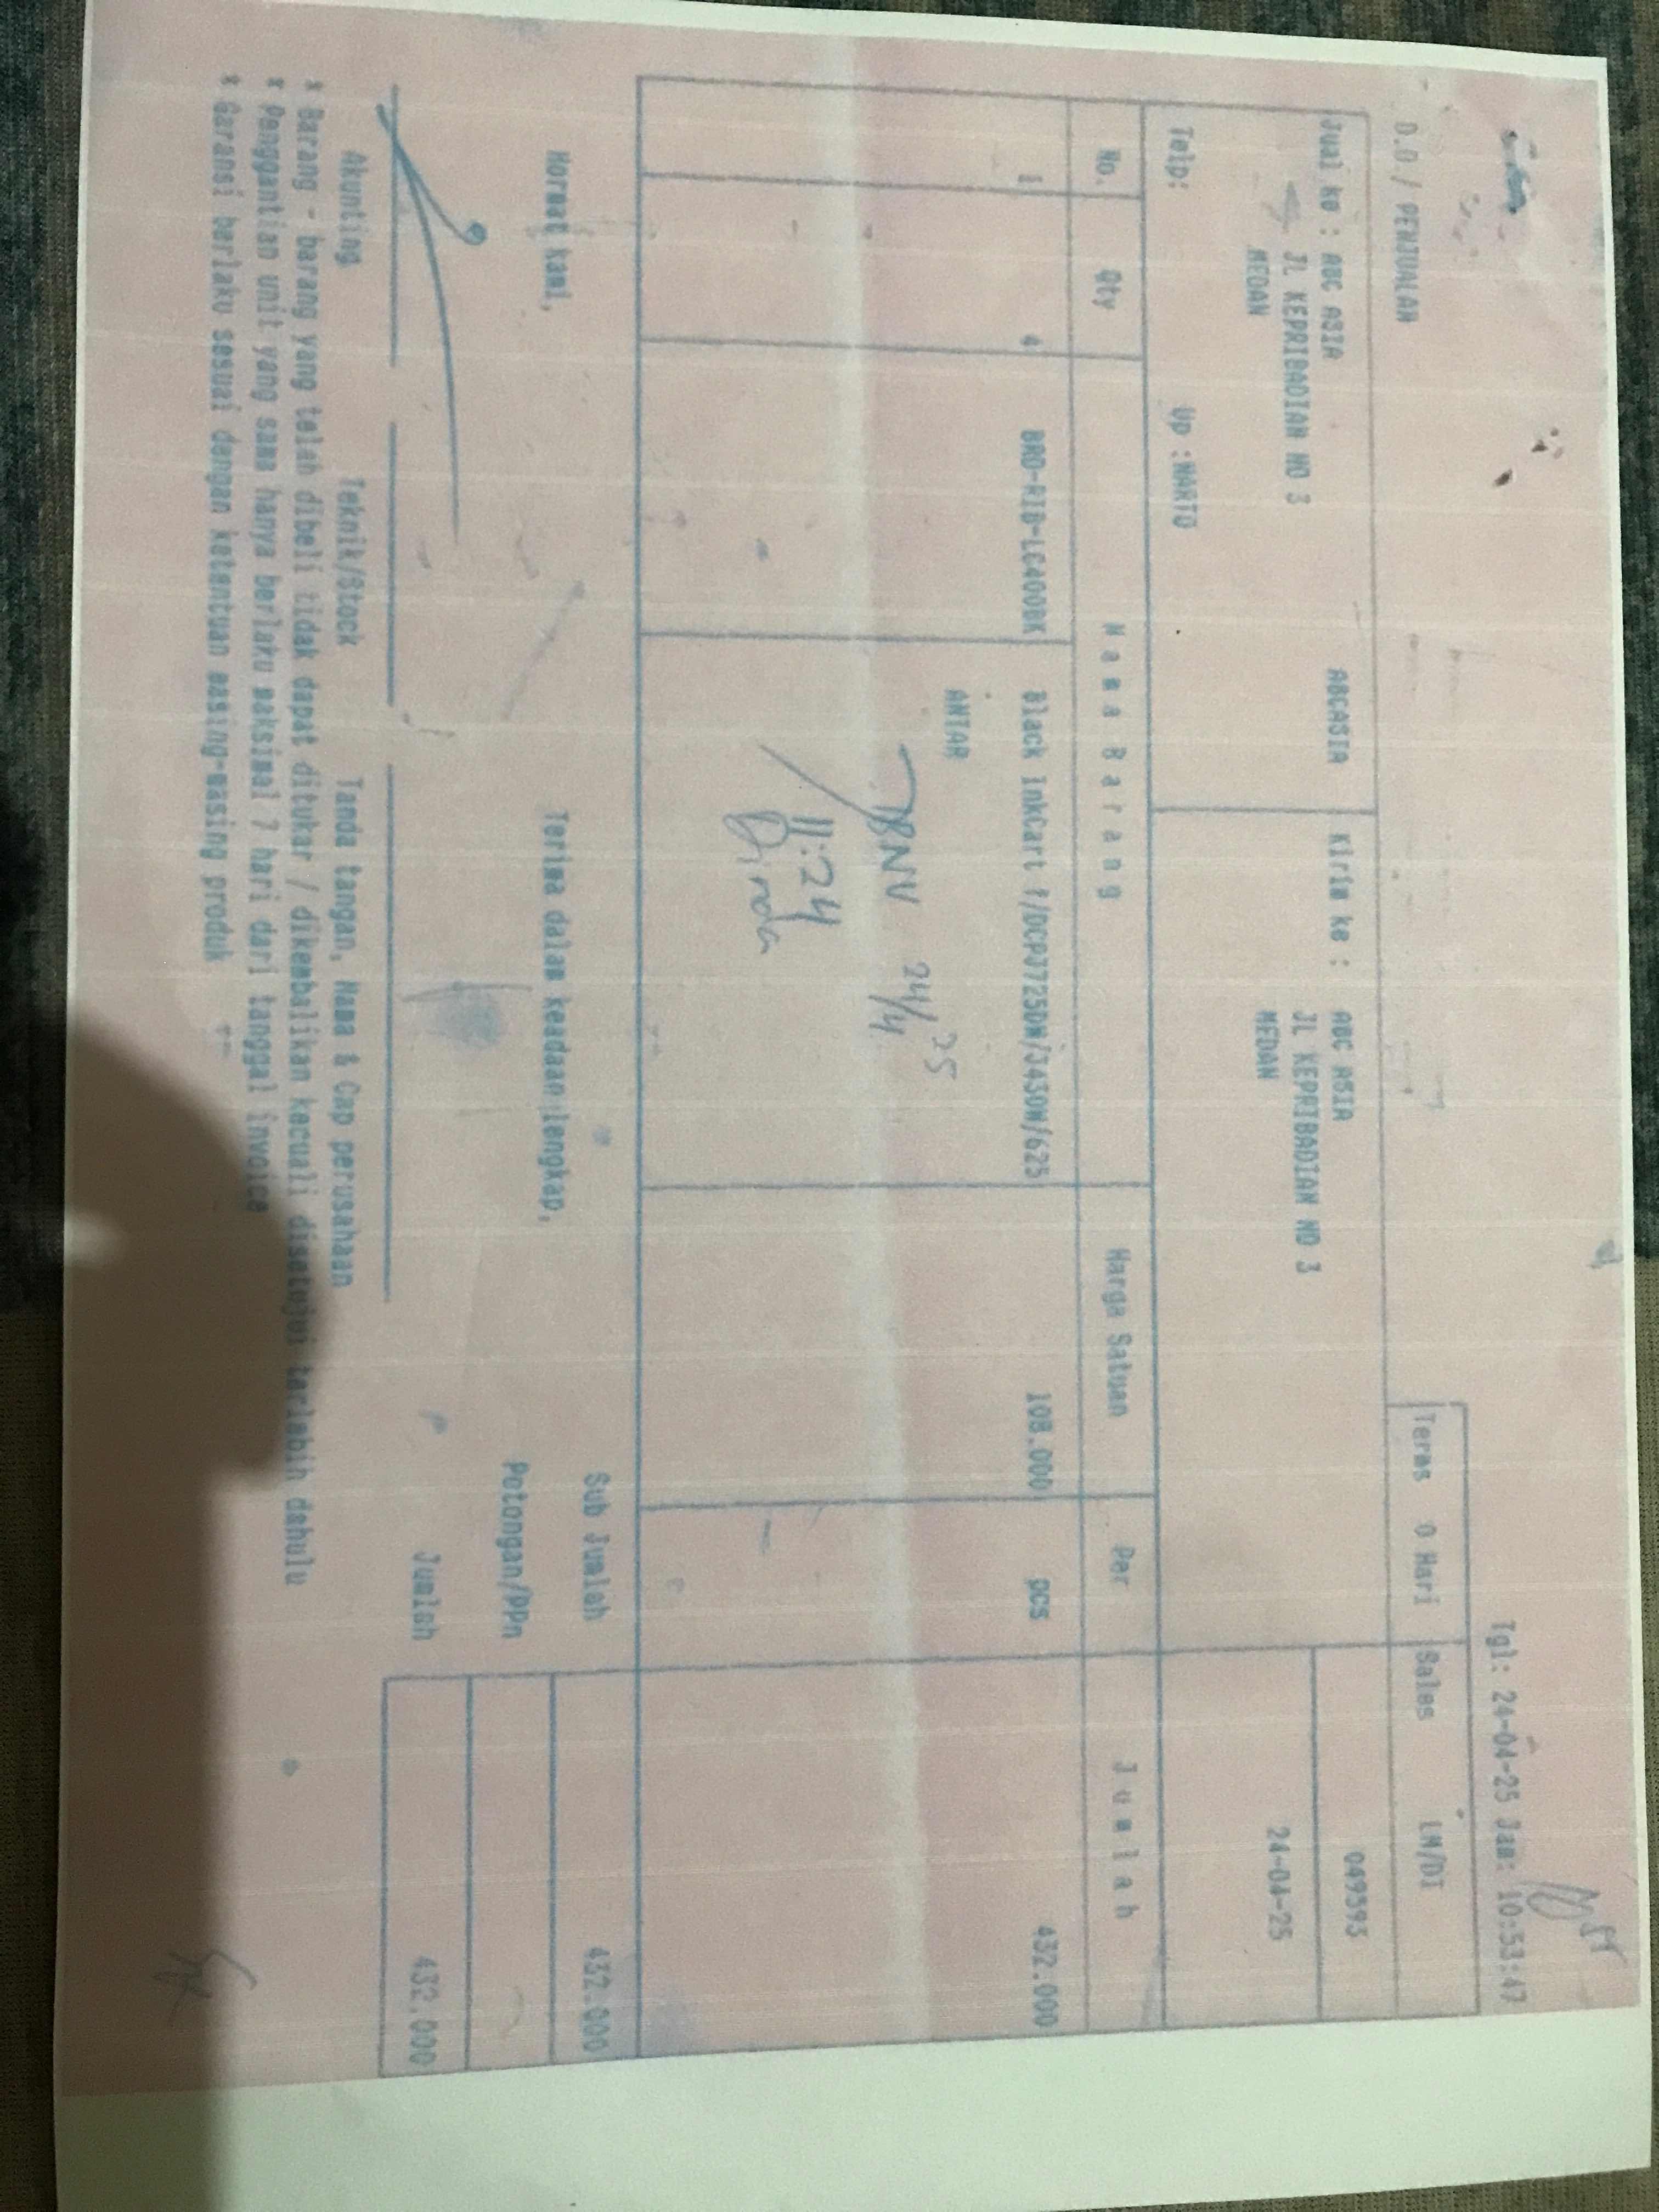 Tgl: 24-04-25 Jam: 10:53:47
D.O / PENJUALAN
Terms 0 Hari Sales LM/DI
Jual ke : ABC ASIA ABCASIA Kirim ke : ABC ASIA 049593
JL KEPRIBADIAN NO 3 JL KEPRIBADIAN NO 3 24-04-25
MEDAN MEDAN
Telp: Up :NARTO
No. Qty Nama Barang Harga Satuan Per Jumlah
1 4 BRO-RIB-LC400BK Black InkCart f/DCPJ725DW/J430W/625 108.000 pcs 432.000
ANTAR
24/4 25
11:24
Dinda
Hormat kami, Terima dalam keadaan lengkap, Sub Jumlah 432.000
Potongan/PPn
Jumlah 432.000
Akunting Teknik/Stock Tanda tangan, Nama & Cap perusahaan
* Barang - barang yang telah dibeli tidak dapat ditukar / dikembalikan kecuali disetujui terlebih dahulu
* Penggantian unit yang sama hanya berlaku maksimal 7 hari dari tanggal invoice
* Garansi berlaku sesuai dengan ketentuan masing-masing produk